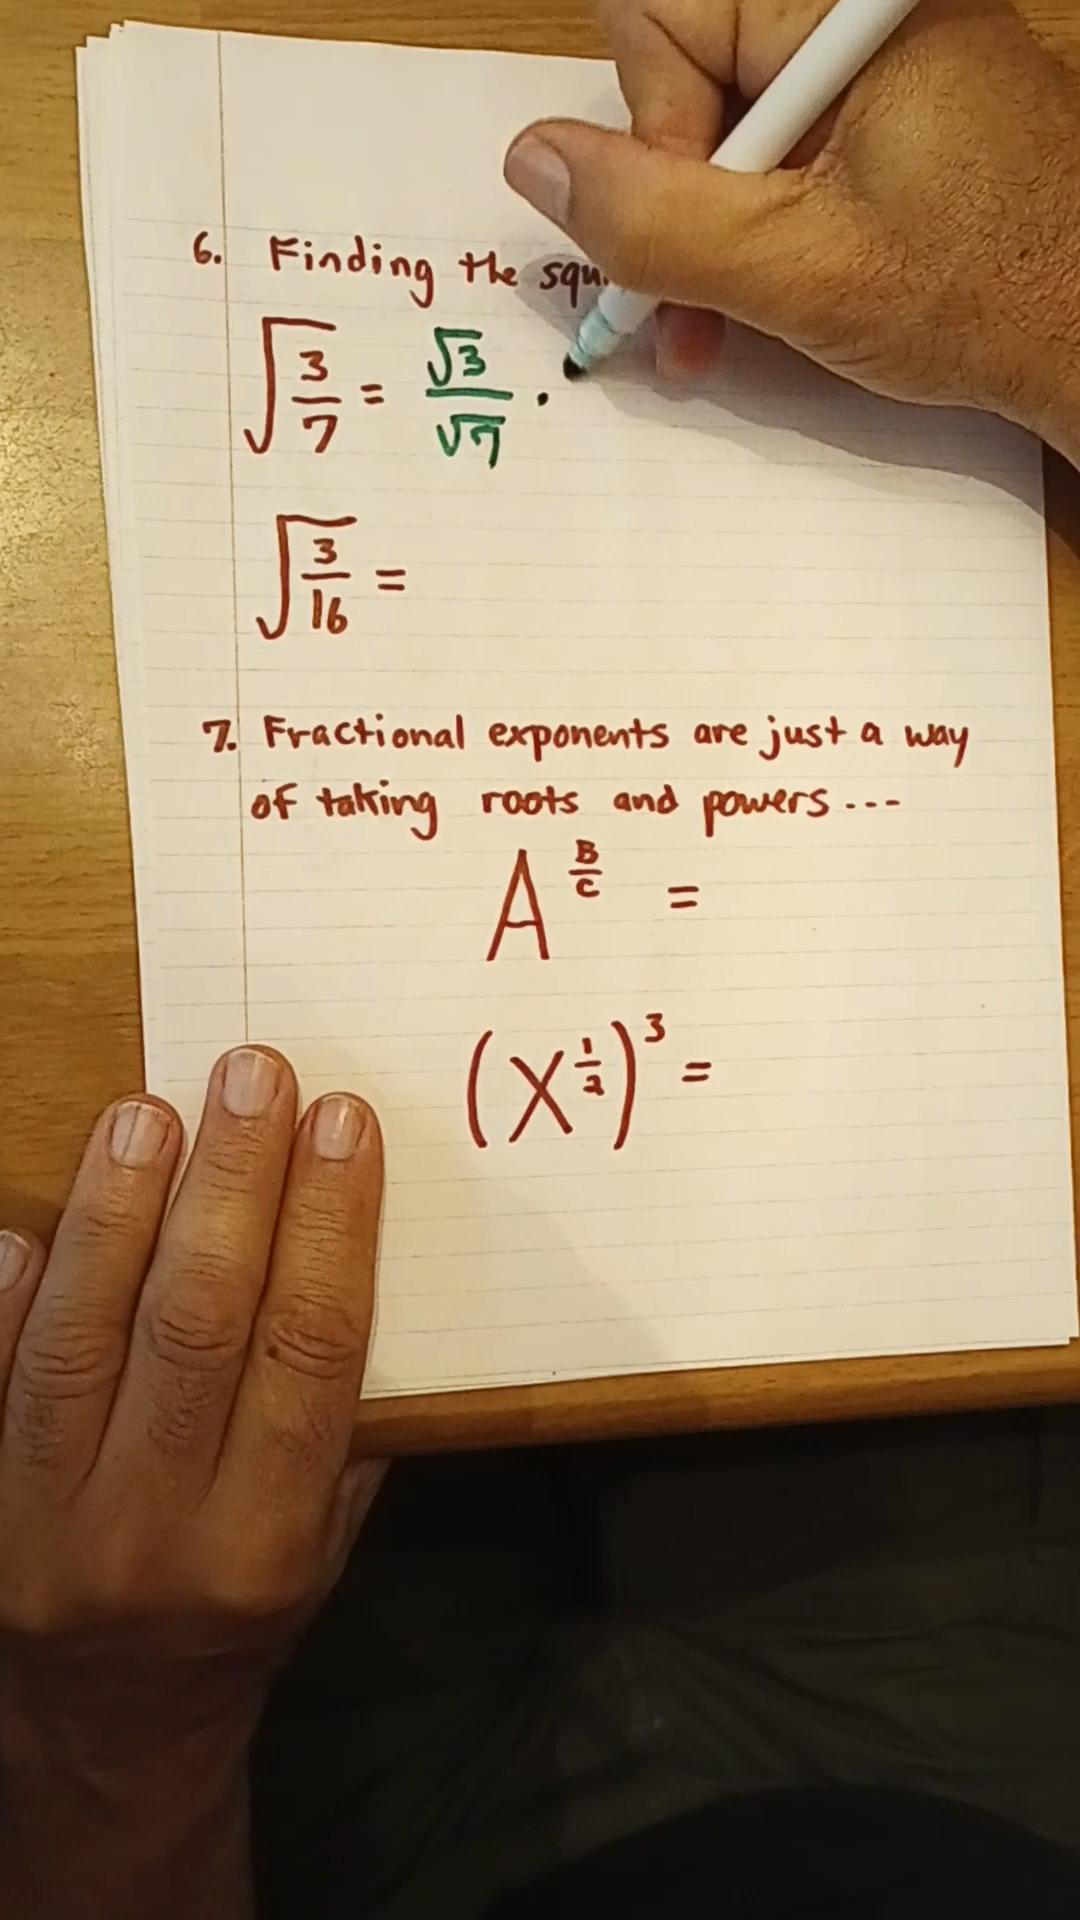 6. Finding the
√(3/7) = √3/√7 ·
√(3/16) =
7. Fractional exponents are just a way
of taking roots and powers ---
A^(B/C) =
(X^(1/2))^3 =